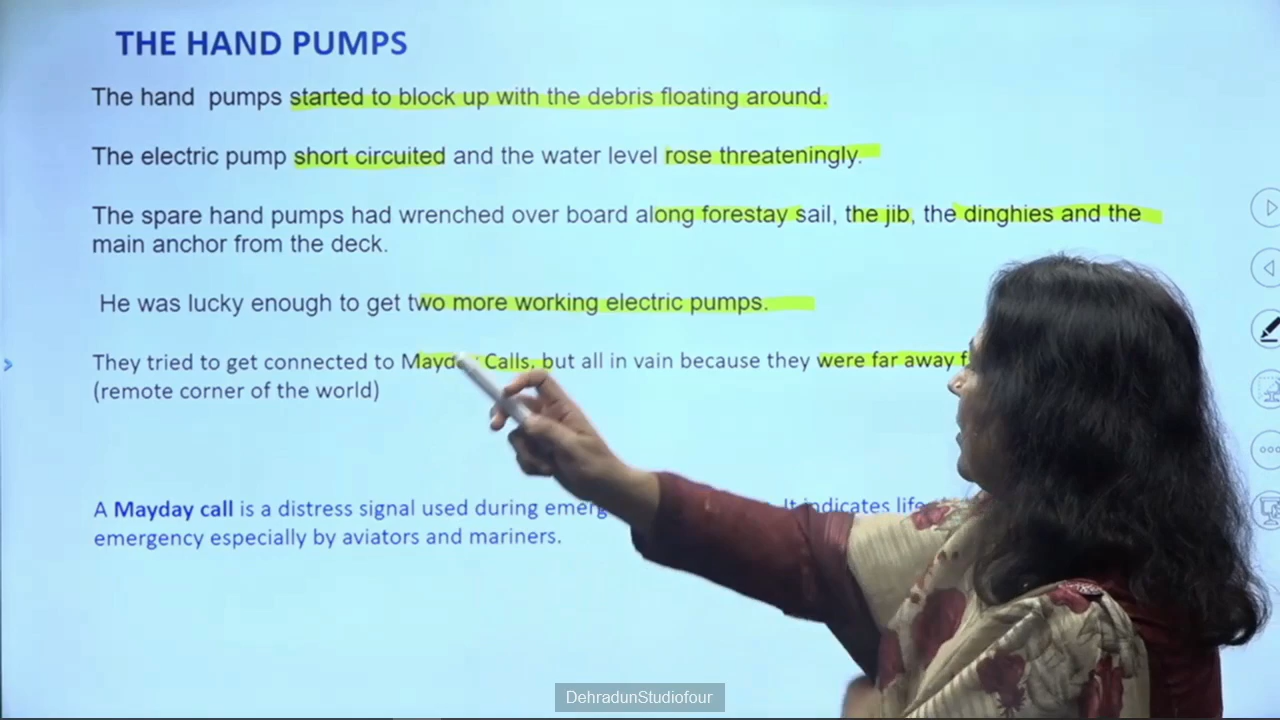 THE HAND PUMPS
The hand pumps started to block up with the debris floating around.
The electric pump short circuited and the water level rose threateningly.
The spare hand pumps had wrenched over board along forestay sail, the jib, the dinghies and the
main anchor from the deck.
He was lucky enough to get two more working electric pumps.
They tried to get connected to Mayday Calls, but all in vain because they were far away
(remote corner of the world)
A Mayday call is a distress signal used during It indicates
emergency especially by aviators and mariners.
DehradunStudiofour